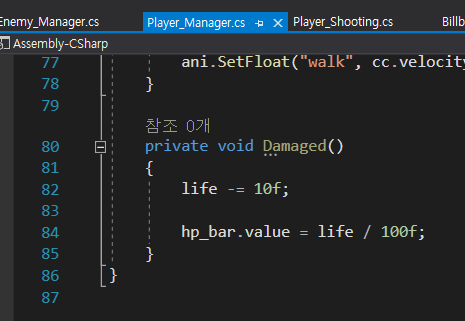 Enemy_Manager.cs Player_Manager.cs Player_Shooting.cs Billb
Assembly-CSharp
77 ani.SetFloat("walk", cc.velocity
78 }
79
참조 0개
80 private void Damaged()
81 {
82 life -= 10f;
83
84 hp_bar.value = life / 100f;
85 }
86 }
87